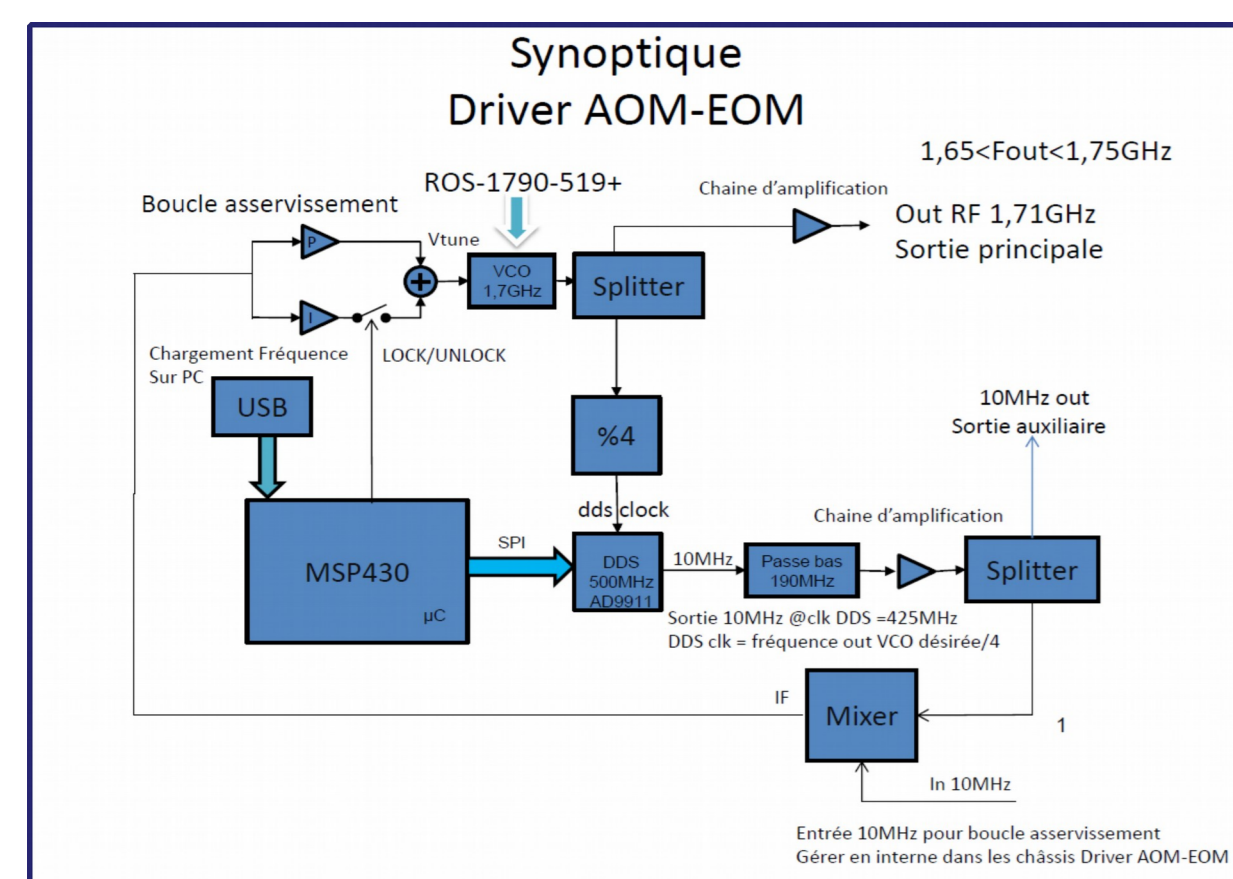 Synoptique
Driver AOM-EOM
1,65<Fout<1,75GHz
ROS-1790-519+
Chaine d'amplification
Boucle asservissement
Out RF 1,71GHz
Sortie principale
P
Vtune
VCO
1,7GHz
Splitter
I
LOCK/UNLOCK
Chargement Fréquence
Sur PC
USB
%4
10MHz out
Sortie auxiliaire
dds clock
Chaine d'amplification
MSP430
µC
SPI
DDS
500MHz
AD9911
10MHz
Passe bas
190MHz
Splitter
Sortie 10MHz @clk DDS =425MHz
DDS clk = fréquence out VCO désirée/4
IF
Mixer
1
In 10MHz
Entrée 10MHz pour boucle asservissement
Gérer en interne dans les châssis Driver AOM-EOM